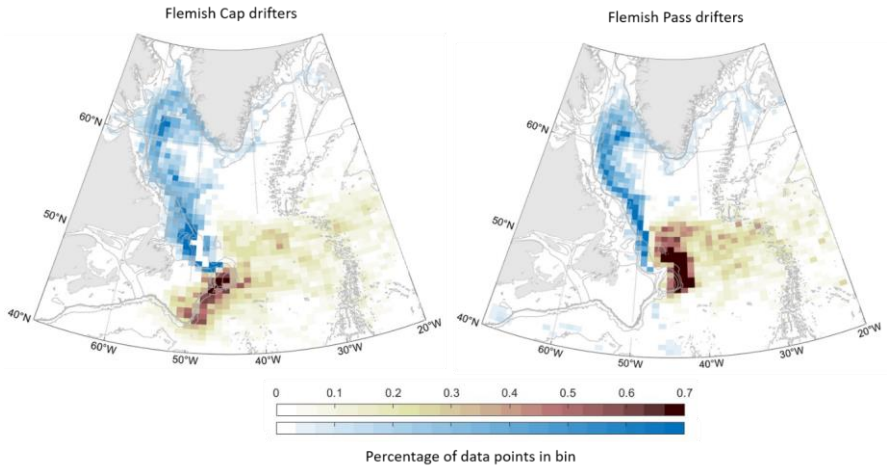 Flemish Cap drifters
Flemish Pass drifters
60°N
50°N
40°N
60°W
50°W
40°W
30°W
20°W
60°N
50°N
40°N
60°W
50°W
40°W
30°W
20°W
0 0.1 0.2 0.3 0.4 0.5 0.6 0.7
Percentage of data points in bin